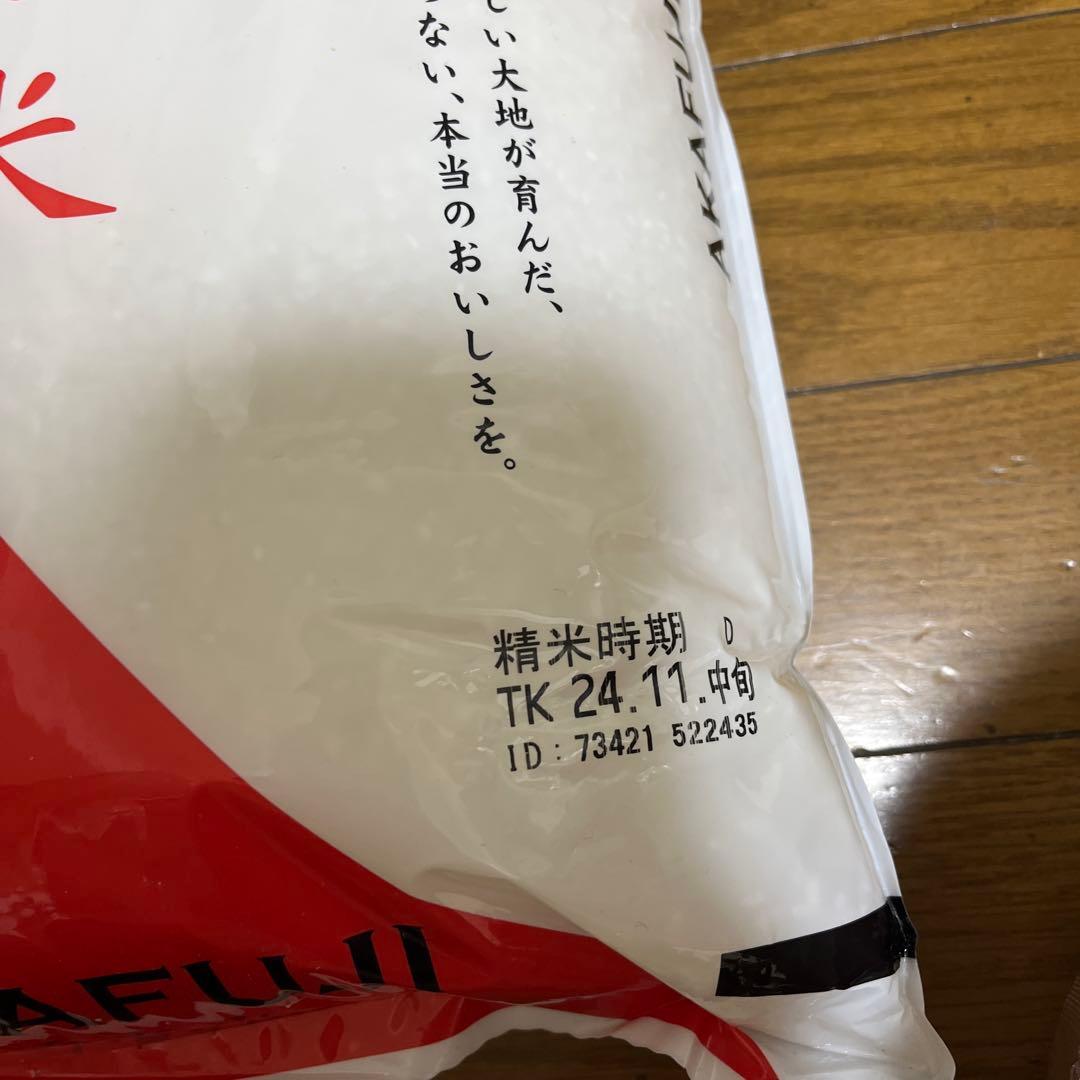 米
しい大地が育んだ、
ない、本当のおいしさを。
AKAFUJI
精米時期 D
TK 24.11.中旬
ID: 73421 522435
AFUJI